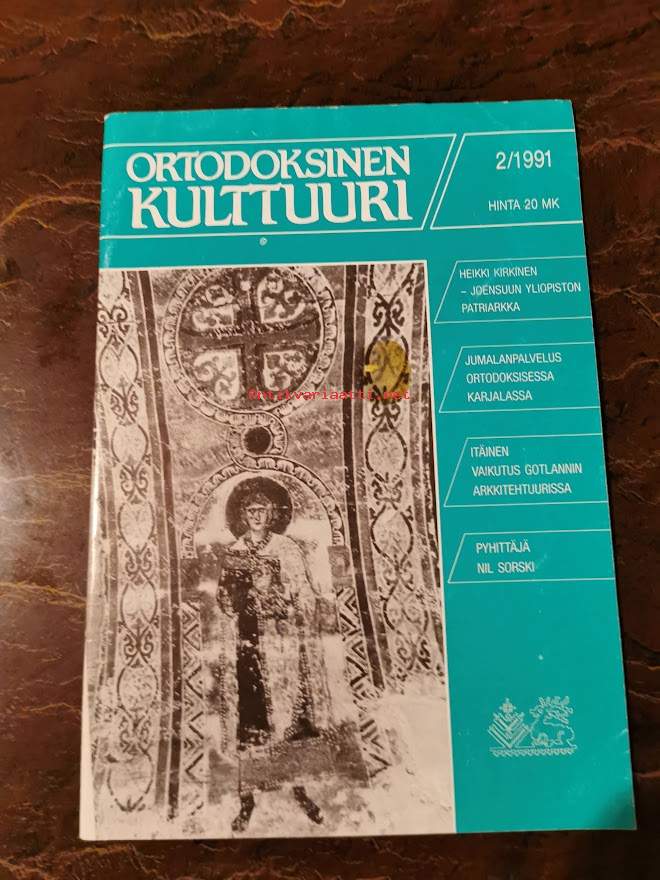 ORTODOKSINEN
KULTTUURI
2/1991
HINTA 20 MK
HEIKKI KIRKINEN
– JOENSUUN YLIOPISTON
PATRIARKKA
JUMALANPALVELUS
ORTODOKSISESSA
KARJALASSA
ITÄINEN
VAIKUTUS GOTLANNIN
ARKKITEHTUURISSA
PYHITTÄJÄ
NIL SORSKI
Antikvariaatit.net